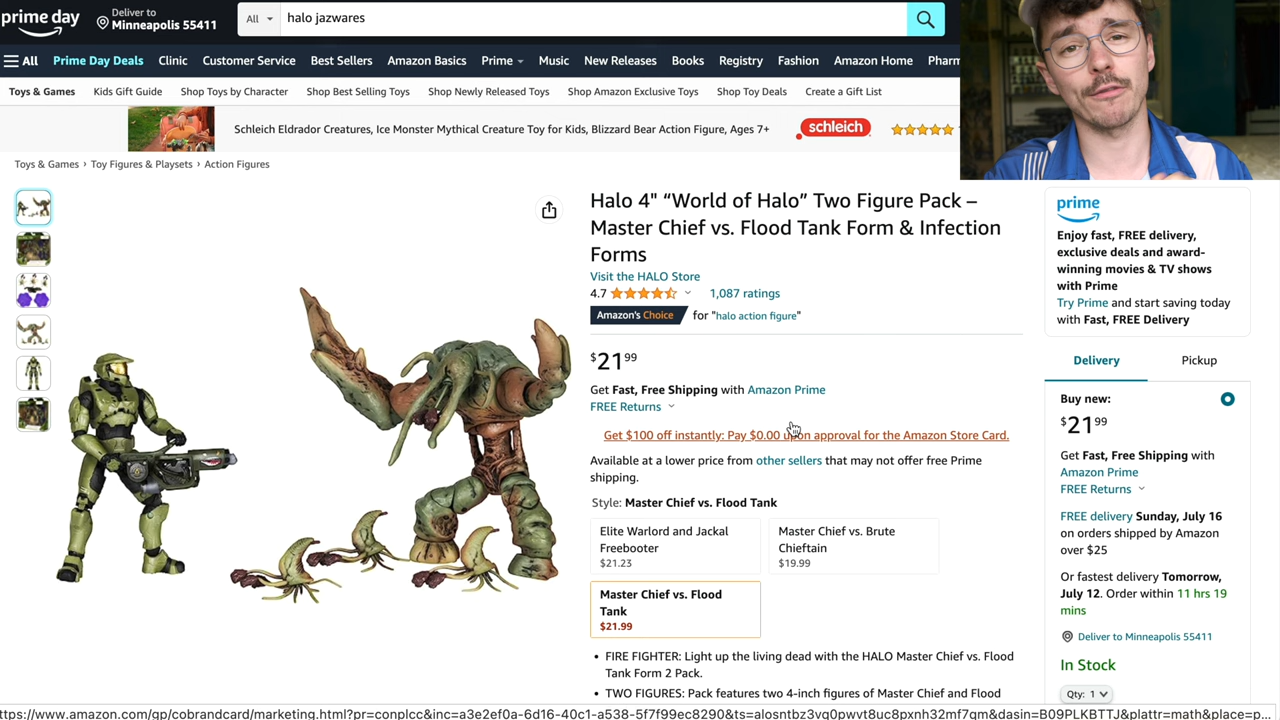 prime day
Deliver to
Minneapolis 55411
All
halo jazwares
All
Prime Day Deals
Clinic
Customer Service
Best Sellers
Amazon Basics
Prime
Music
New Releases
Books
Registry
Fashion
Amazon Home
Pharm
Toys & Games
Kids Gift Guide
Shop Toys by Character
Shop Best Selling Toys
Shop Newly Released Toys
Shop Amazon Exclusive Toys
Shop Toy Deals
Create a Gift List
Schleich Eldrador Creatures, Ice Monster Mythical Creature Toy for Kids, Blizzard Bear Action Figure, Ages 7+
schleich
Toys & Games › Toy Figures & Playsets › Action Figures
Halo 4" “World of Halo” Two Figure Pack –
Master Chief vs. Flood Tank Form & Infection
Forms
Visit the HALO Store
4.7
1,087 ratings
Amazon's Choice
for "halo action figure"
$21 99
Get Fast, Free Shipping with Amazon Prime
FREE Returns
Get $100 off instantly: Pay $0.00 upon approval for the Amazon Store Card.
Available at a lower price from other sellers that may not offer free Prime
shipping.
Style: Master Chief vs. Flood Tank
Elite Warlord and Jackal
Freebooter
$21.23
Master Chief vs. Brute
Chieftain
$19.99
Master Chief vs. Flood
Tank
$21.99
• FIRE FIGHTER: Light up the living dead with the HALO Master Chief vs. Flood
Tank Form 2 Pack.
• TWO FIGURES: Pack features two 4-inch figures of Master Chief and Flood
prime
Enjoy fast, FREE delivery,
exclusive deals and award-
winning movies & TV shows
with Prime
Try Prime and start saving today
with Fast, FREE Delivery
Delivery
Pickup
Buy new:
$21 99
Get Fast, Free Shipping with
Amazon Prime
FREE Returns
FREE delivery Sunday, July 16
on orders shipped by Amazon
over $25
Or fastest delivery Tomorrow,
July 12. Order within 11 hrs 19
mins
Deliver to Minneapolis 55411
In Stock
Qty: 1